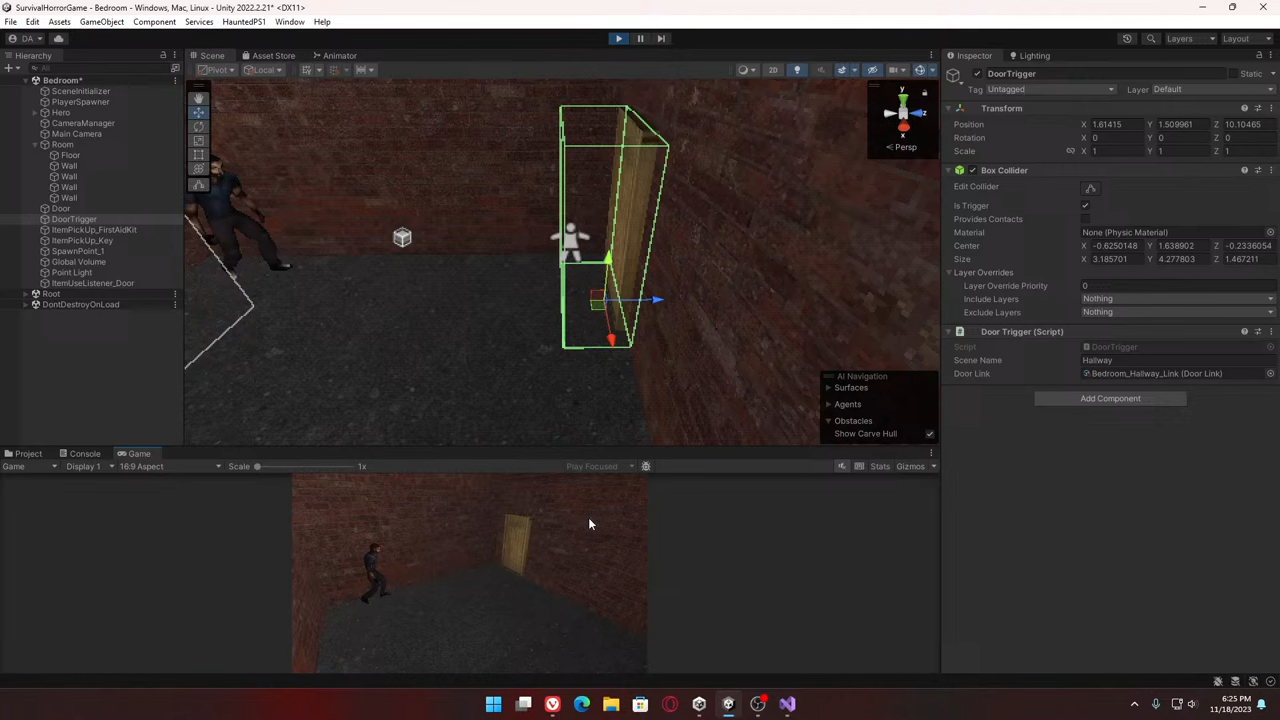 SurvivalHorrorGame - Bedroom - Windows, Mac, Linux - Unity 2022.2.21* <DX11>
File Edit Assets GameObject Component Services HauntedPS1 Window Help
DA
Layers Layout
Hierarchy
All
Bedroom*
SceneInitializer
PlayerSpawner
Hero
CameraManager
Main Camera
Room
Floor
Wall
Wall
Wall
Wall
Door
DoorTrigger
ItemPickUp_FirstAidKit
ItemPickUp_Key
SpawnPoint_1
Global Volume
Point Light
ItemUseListener_Door
Root
DontDestroyOnLoad
Scene Asset Store Animator
Pivot Local 2D
y
z
x
Persp
AI Navigation
Surfaces
Agents
Obstacles
Show Carve Hull
Inspector Lighting
DoorTrigger Static
Tag Untagged Layer Default
Transform
Position X 1.61415 Y 1.509961 Z 10.10465
Rotation X 0 Y 0 Z 0
Scale X 1 Y 1 Z 1
Box Collider
Edit Collider
Is Trigger
Provides Contacts
Material None (Physic Material)
Center X -0.6250148 Y 1.638902 Z -0.2336054
Size X 3.185701 Y 4.277803 Z 1.467211
Layer Overrides
Layer Override Priority 0
Include Layers Nothing
Exclude Layers Nothing
Door Trigger (Script)
Script DoorTrigger
Scene Name Hallway
Door Link Bedroom_Hallway_Link (Door Link)
Add Component
Project Console Game
Game Display 1 16:9 Aspect Scale 1x Play Focused Stats Gizmos
6:25 PM
11/18/2023